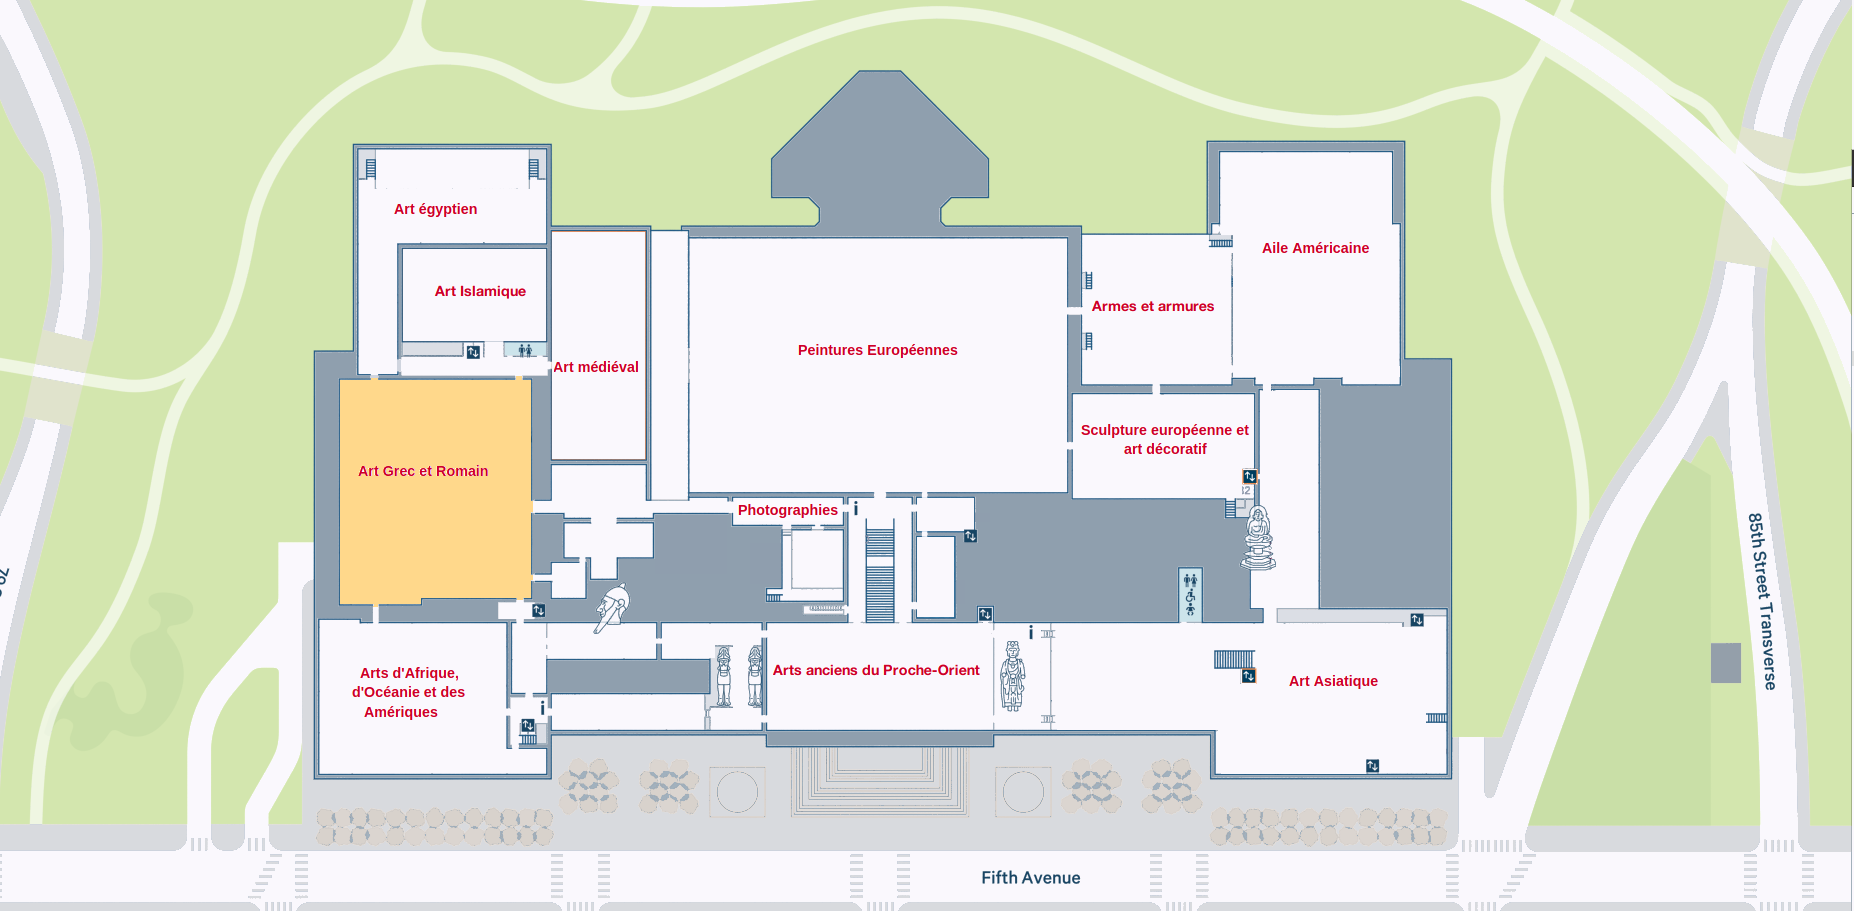 Art égyptien
Aile Américaine
Art Islamique
Armes et armures
Peintures Européennes
Art médiéval
Sculpture européenne et
art décoratif
Art Grec et Romain
Photographies
i
85th Street Transverse
i
Arts d'Afrique,
d'Océanie et des
Amériques
Arts anciens du Proche-Orient
Art Asiatique
i
Fifth Avenue